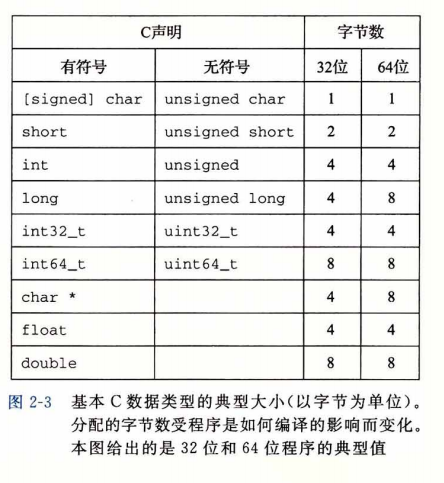 C声明 字节数
有符号 无符号 32位 64位
[signed] char unsigned char 1 1
short unsigned short 2 2
int unsigned 4 4
long unsigned long 4 8
int32_t uint32_t 4 4
int64_t uint64_t 8 8
char * 4 8
float 4 4
double 8 8
图 2-3 基本 C 数据类型的典型大小(以字节为单位)。
分配的字节数受程序是如何编译的影响而变化。
本图给出的是 32 位和 64 位程序的典型值